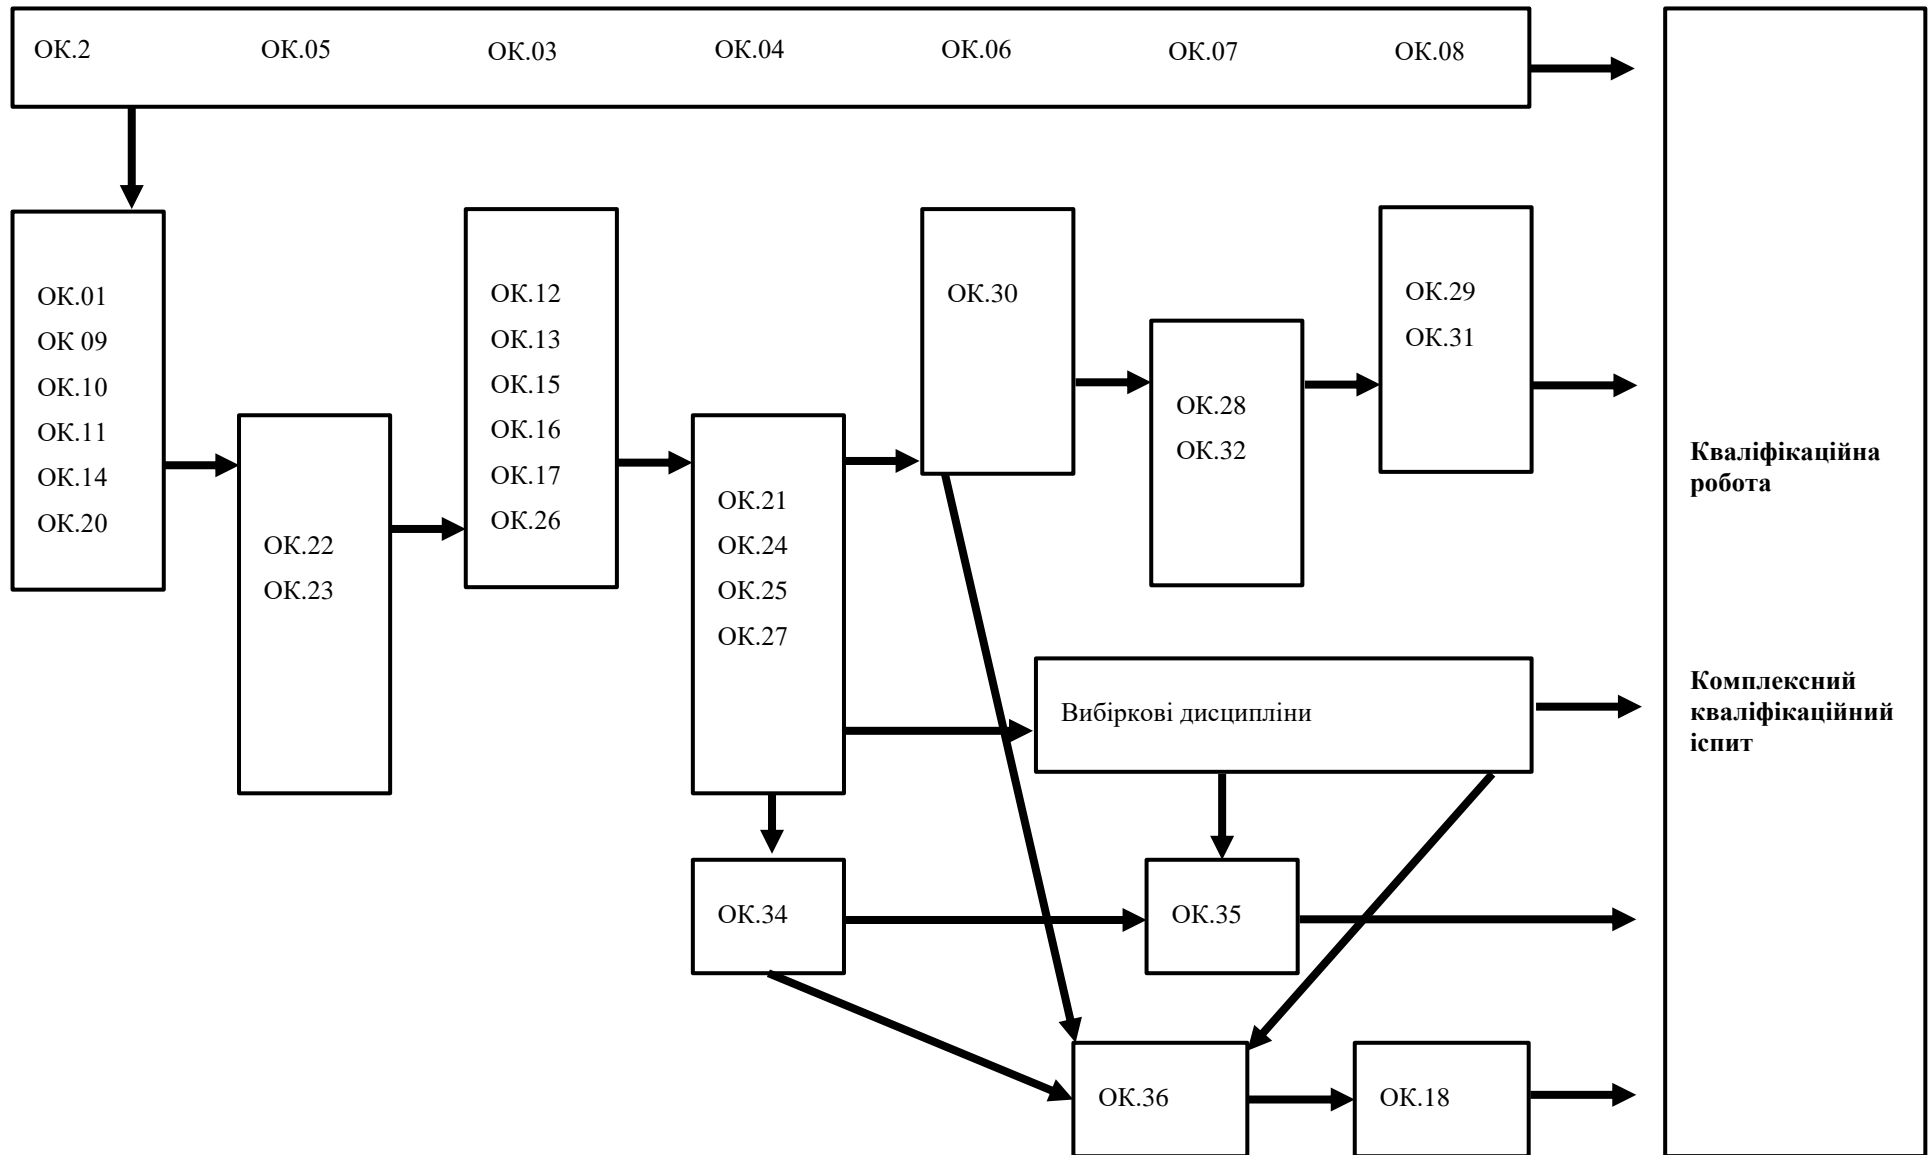 ОК.2 ОК.05 ОК.03 ОК.04 ОК.06 ОК.07 ОК.08
ОК.01
ОК 09
ОК.10
ОК.11
ОК.14
ОК.20
ОК.22
ОК.23
ОК.12
ОК.13
ОК.15
ОК.16
ОК.17
ОК.26
ОК.21
ОК.24
ОК.25
ОК.27
ОК.30
ОК.28
ОК.32
ОК.29
ОК.31
Вибіркові дисципліни
ОК.34
ОК.35
ОК.36
ОК.18
Кваліфікаційна
робота
Комплексний
кваліфікаційний
іспит